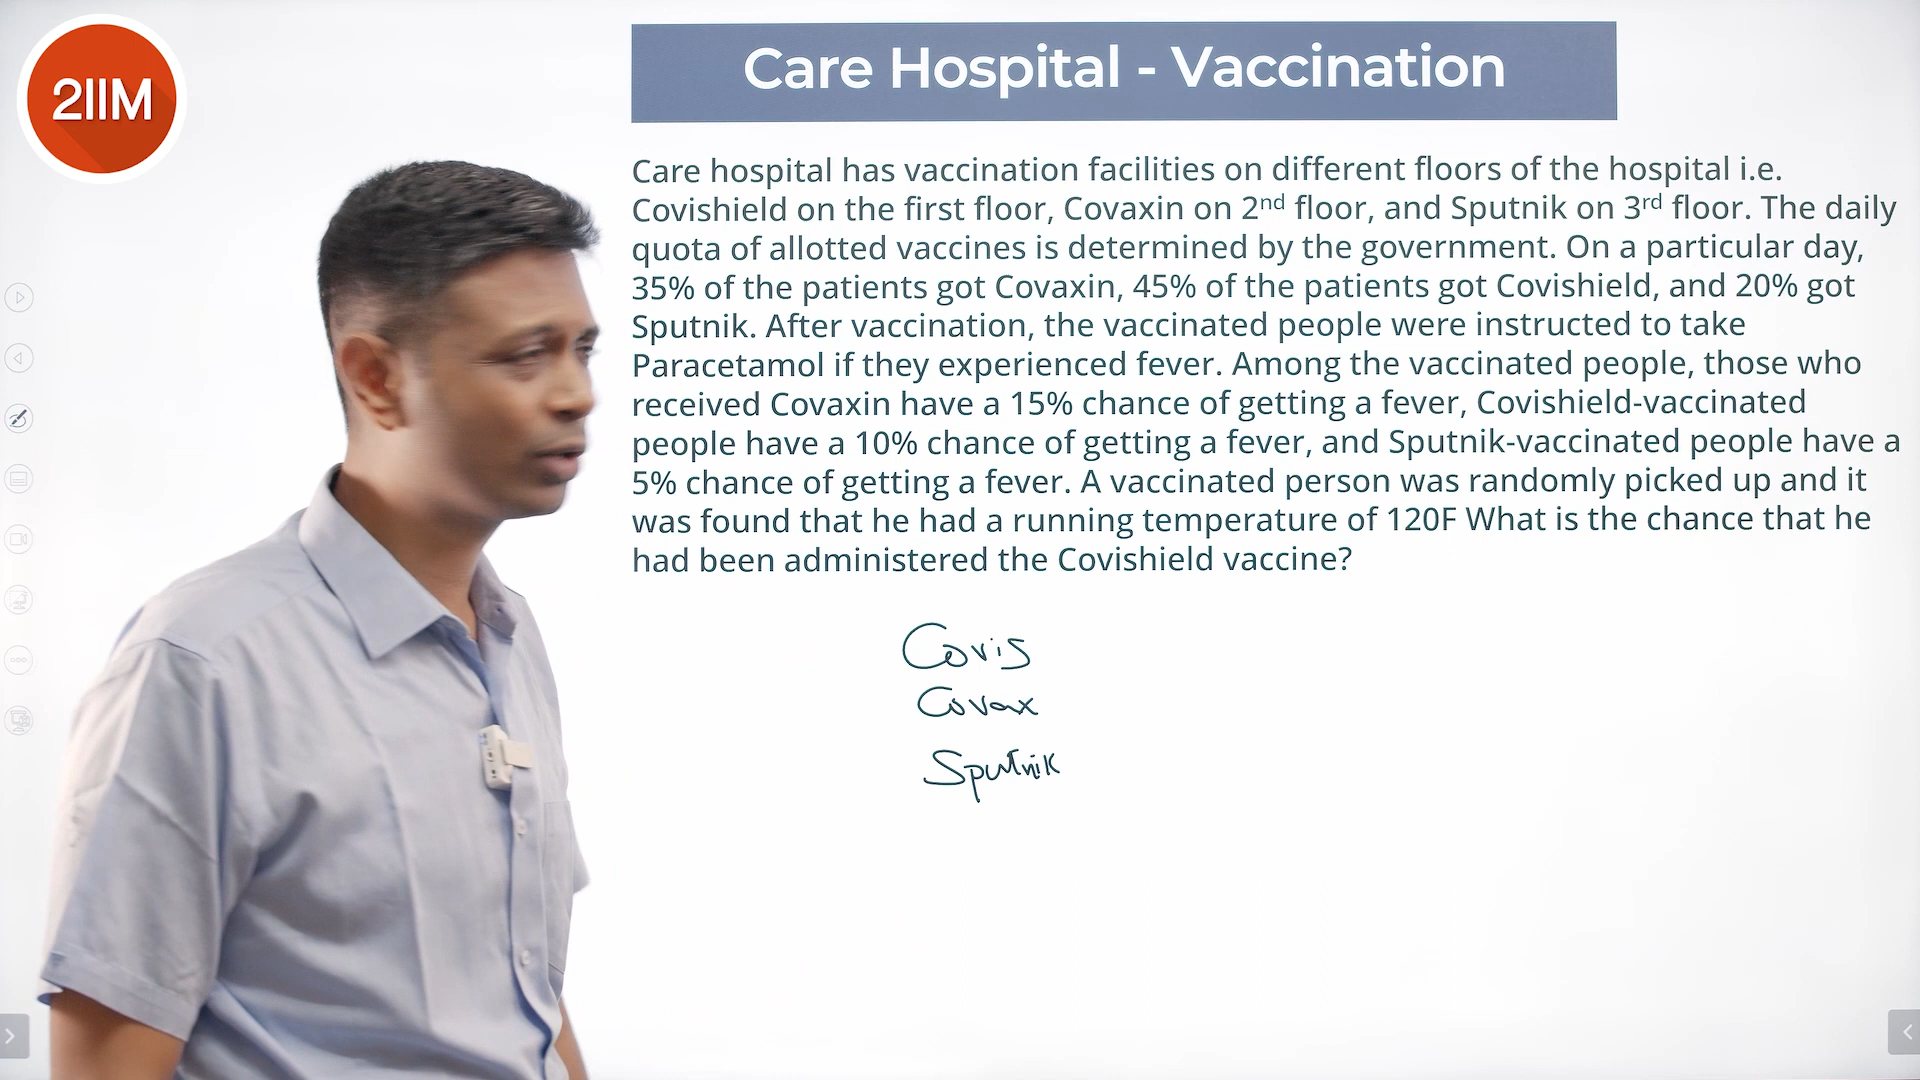 2IIM
Care Hospital - Vaccination
Care hospital has vaccination facilities on different floors of the hospital i.e.
Covishield on the first floor, Covaxin on 2nd floor, and Sputnik on 3rd floor. The daily
quota of allotted vaccines is determined by the government. On a particular day,
35% of the patients got Covaxin, 45% of the patients got Covishield, and 20% got
Sputnik. After vaccination, the vaccinated people were instructed to take
Paracetamol if they experienced fever. Among the vaccinated people, those who
received Covaxin have a 15% chance of getting a fever, Covishield-vaccinated
people have a 10% chance of getting a fever, and Sputnik-vaccinated people have a
5% chance of getting a fever. A vaccinated person was randomly picked up and it
was found that he had a running temperature of 120F What is the chance that he
had been administered the Covishield vaccine?
Covis
Covax
Sputnik